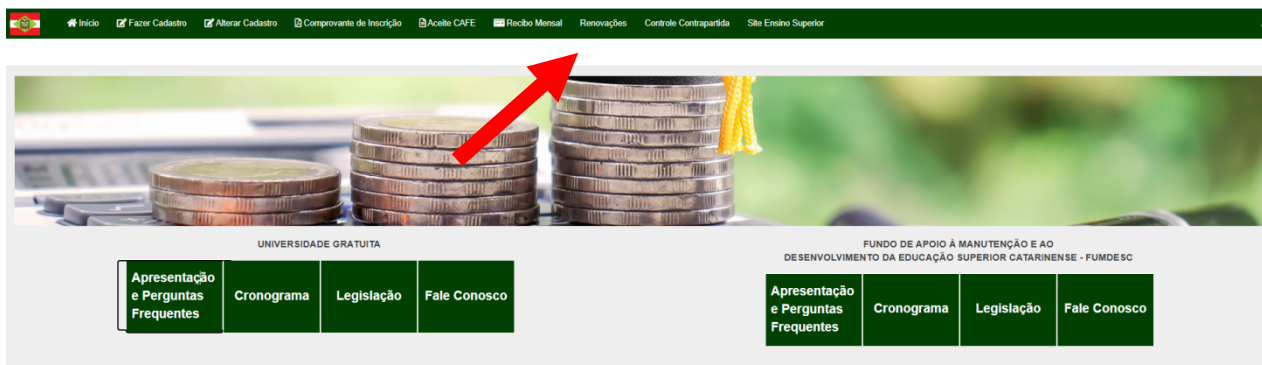 Início Fazer Cadastro Alterar Cadastro Comprovante de Inscrição Aceite CAFE Recibo Mensal Renovações Controle Contrapartida Site Ensino Superior
UNIVERSIDADE GRATUITA
Apresentação
e Perguntas
Frequentes
Cronograma
Legislação
Fale Conosco
FUNDO DE APOIO À MANUTENÇÃO E AO
DESENVOLVIMENTO DA EDUCAÇÃO SUPERIOR CATARINENSE - FUMDESC
Apresentação
e Perguntas
Frequentes
Cronograma
Legislação
Fale Conosco